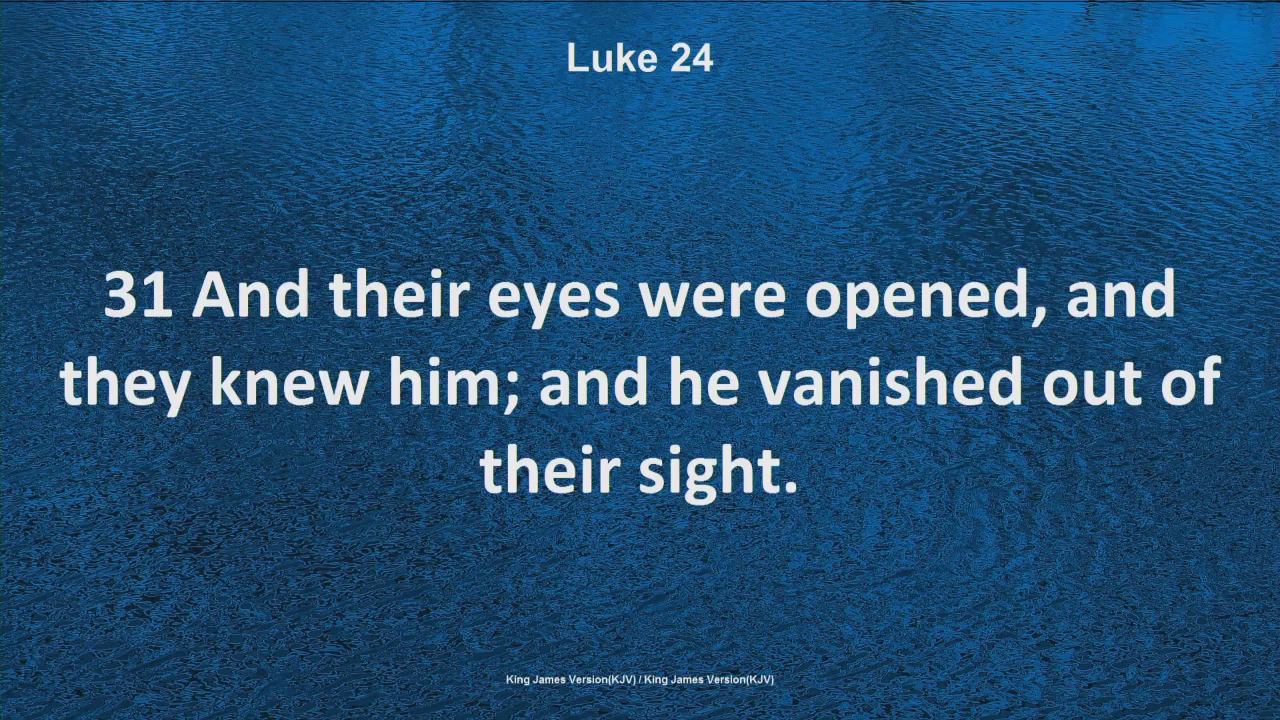 Luke 24
31 And their eyes were opened, and
they knew him; and he vanished out of
their sight.
King James Version(KJV) / King James Version(KJV)